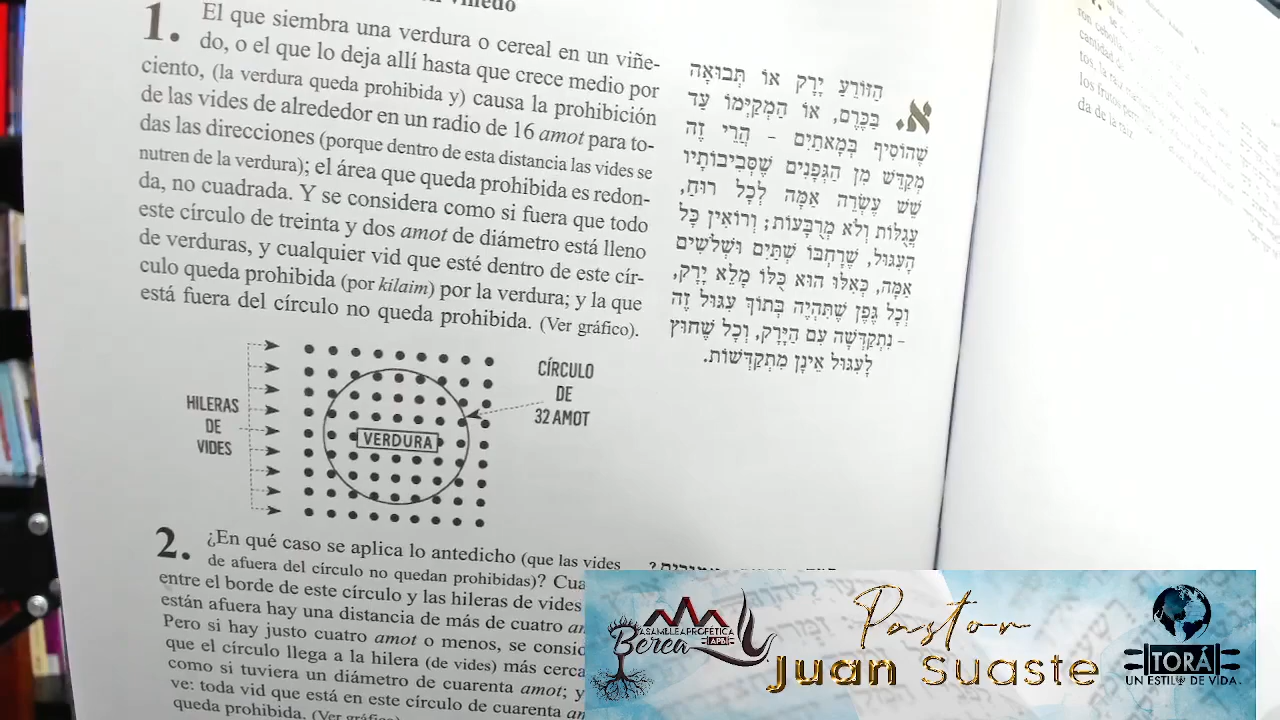 viñedo
1. El que siembra una verdura o cereal en un viñe-
do, o el que lo deja allí hasta que crece medio por
ciento, (la verdura queda prohibida y) causa la prohibición
de las vides de alrededor en un radio de 16 amot para to-
das las direcciones (porque dentro de esta distancia las vides se
nutren de la verdura); el área que queda prohibida es redon-
da, no cuadrada. Y se considera como si fuera que todo
este círculo de treinta y dos amot de diámetro está lleno
de verduras, y cualquier vid que esté dentro de este cír-
culo queda prohibida (por kilaim) por la verdura; y la que
está fuera del círculo no queda prohibida. (Ver gráfico).
א. הַזּוֹרֵעַ יָרָק אוֹ תְּבוּאָה
בַּכֶּרֶם, אוֹ הַמְקַיְּמוֹ עַד
שֶׁהוֹסִיף בְּמָאתַיִם - הֲרֵי זֶה
מְקַדֵּשׁ מִן הַגְּפָנִים שֶׁסְּבִיבוֹתָיו
שֵׁשׁ עֶשְׂרֵה אַמָּה לְכָל רוּחַ,
עֲגֻלּוֹת וְלֹא מְרֻבָּעוֹת; וְרוֹאִין כָּל
הָעִגּוּל, שֶׁרָחְבּוֹ שְׁתַּיִם וּשְׁלֹשִׁים
אַמָּה, כְּאִלּוּ הוּא כֻּלּוֹ מָלֵא יָרָק,
וְכָל גֶּפֶן שֶׁתִּהְיֶה בְּתוֹךְ עִגּוּל זֶה
- נִתְקַדְּשָׁה עִם הַיָּרָק, וְכָל שֶׁחוּץ
לָעִגּוּל אֵינָן מִתְקַדְּשׁוֹת.
HILERAS
DE
VIDES
VERDURA
CÍRCULO
DE
32 AMOT
2. ¿En qué caso se aplica lo antedicho (que las vides
de afuera del círculo no quedan prohibidas)? Cua
entre el borde de este círculo y las hileras de vides
están afuera hay una distancia de más de cuatro am
Pero si hay justo cuatro amot o menos, se consid
que el círculo llega a la hilera (de vides) más cerca
como si tuviera un diámetro de cuarenta amot; y
ve: toda vid que está en este círculo de cuarenta am
queda prohibida. (Ver gráfico)
ASAMBLEA PROFÉTICA
APB
Berea
Pastor
Juan Suaste
TORÁ
UN ESTILO DE VIDA